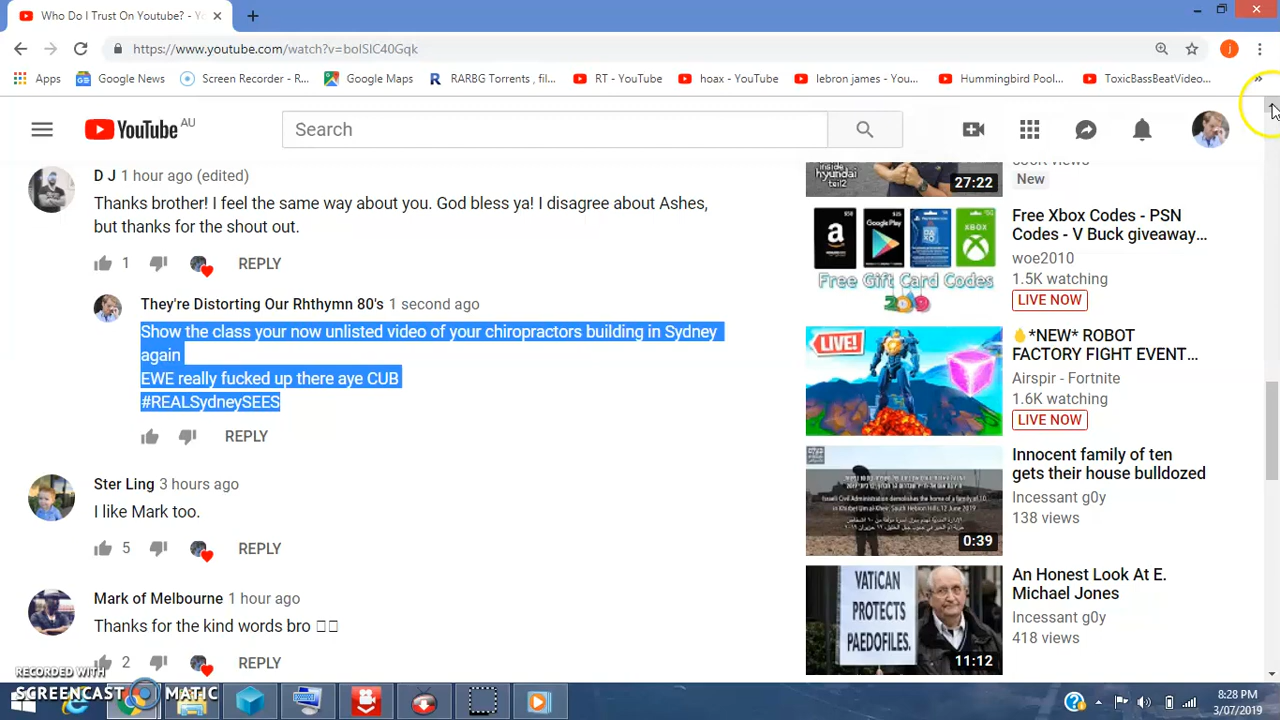 Who Do I Trust On Youtube? - Yo
https://www.youtube.com/watch?v=bolSlC40Gqk
Apps
Google News
Screen Recorder - R...
Google Maps
RARBG Torrents , fil...
RT - YouTube
hoax - YouTube
lebron james - You...
Hummingbird Pool...
ToxicBassBeatVideo...
YouTube AU
Search
D J 1 hour ago (edited)
Thanks brother! I feel the same way about you. God bless ya! I disagree about Ashes,
but thanks for the shout out.
1 REPLY
They're Distorting Our Rhthymn 80's 1 second ago
Show the class your now unlisted video of your chiropractors building in Sydney
again
EWE really fucked up there aye CUB
#REALSydneySEES
REPLY
Ster Ling 3 hours ago
I like Mark too.
5 REPLY
Mark of Melbourne 1 hour ago
Thanks for the kind words bro
2 REPLY
inside
hyundai
teil2
27:22
New
amazon
Google Play
XBOX
Free Gift Card Codes
Free Xbox Codes - PSN
Codes - V Buck giveaway...
woe2010
1.5K watching
LIVE NOW
LIVE!
*NEW* ROBOT
FACTORY FIGHT EVENT...
Airspir - Fortnite
1.6K watching
LIVE NOW
0:39
Innocent family of ten
gets their house bulldozed
Incessant g0y
138 views
VATICAN
PROTECTS
PAEDOFILES.
11:12
An Honest Look At E.
Michael Jones
Incessant g0y
418 views
RECORDED WITH
SCREENCAST MATIC
8:28 PM
3/07/2019